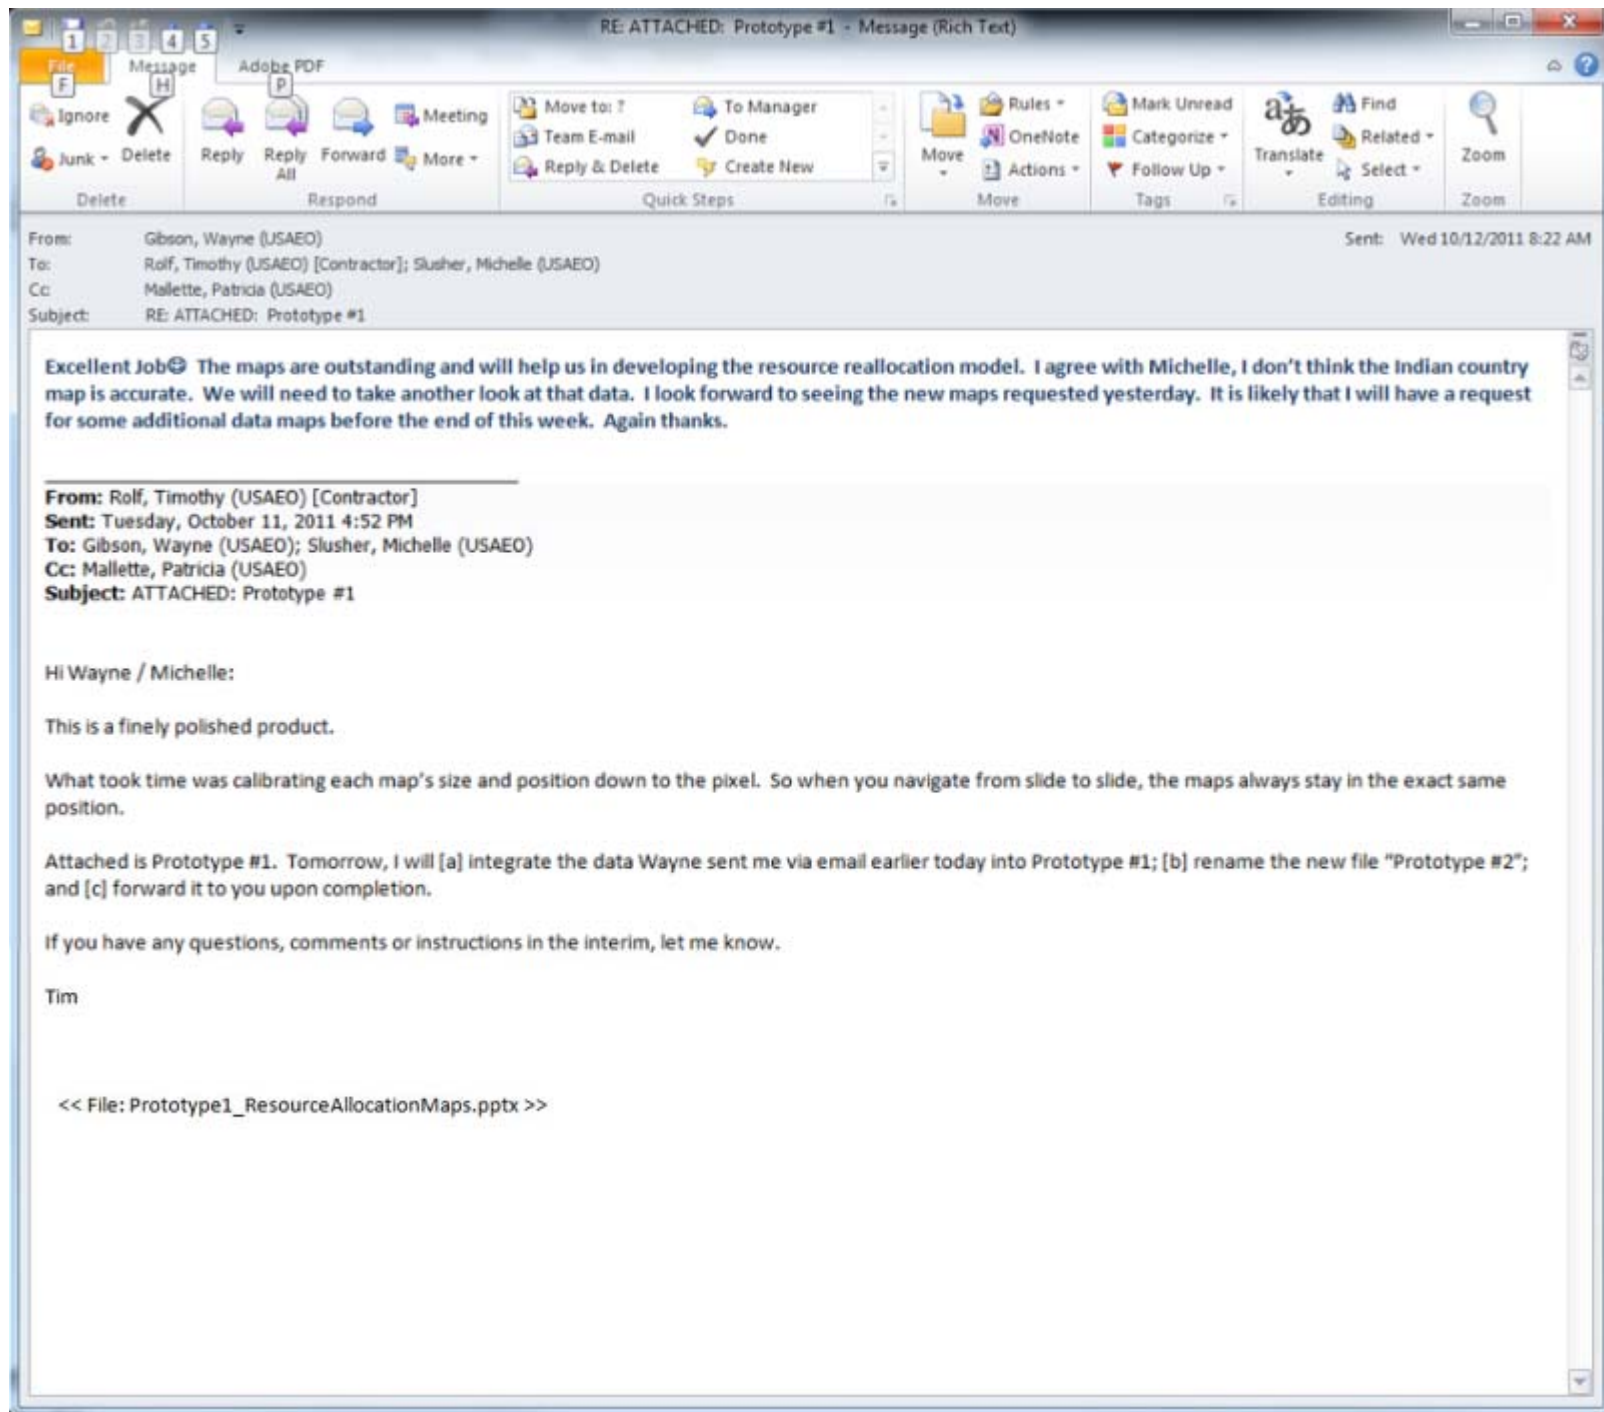 RE: ATTACHED: Prototype #1 - Message (Rich Text)
1 2 3 4 5
File Message Adobe PDF
F H P
Ignore
Junk
Delete
Reply
Reply All
Forward
Meeting
More
Move to: ?
Team E-mail
Reply & Delete
To Manager
Done
Create New
Move
Rules
OneNote
Actions
Mark Unread
Categorize
Follow Up
Translate
Find
Related
Select
Zoom
Delete Respond Quick Steps Move Tags Editing Zoom
From: Gibson, Wayne (USAEO) Sent: Wed 10/12/2011 8:22 AM
To: Rolf, Timothy (USAEO) [Contractor]; Slusher, Michelle (USAEO)
Cc: Mallette, Patricia (USAEO)
Subject: RE: ATTACHED: Prototype #1
Excellent Job☺ The maps are outstanding and will help us in developing the resource reallocation model. I agree with Michelle, I don't think the Indian country
map is accurate. We will need to take another look at that data. I look forward to seeing the new maps requested yesterday. It is likely that I will have a request
for some additional data maps before the end of this week. Again thanks.
From: Rolf, Timothy (USAEO) [Contractor]
Sent: Tuesday, October 11, 2011 4:52 PM
To: Gibson, Wayne (USAEO); Slusher, Michelle (USAEO)
Cc: Mallette, Patricia (USAEO)
Subject: ATTACHED: Prototype #1
Hi Wayne / Michelle:
This is a finely polished product.
What took time was calibrating each map's size and position down to the pixel. So when you navigate from slide to slide, the maps always stay in the exact same
position.
Attached is Prototype #1. Tomorrow, I will [a] integrate the data Wayne sent me via email earlier today into Prototype #1; [b] rename the new file "Prototype #2";
and [c] forward it to you upon completion.
If you have any questions, comments or instructions in the interim, let me know.
Tim
<< File: Prototype1_ResourceAllocationMaps.pptx >>